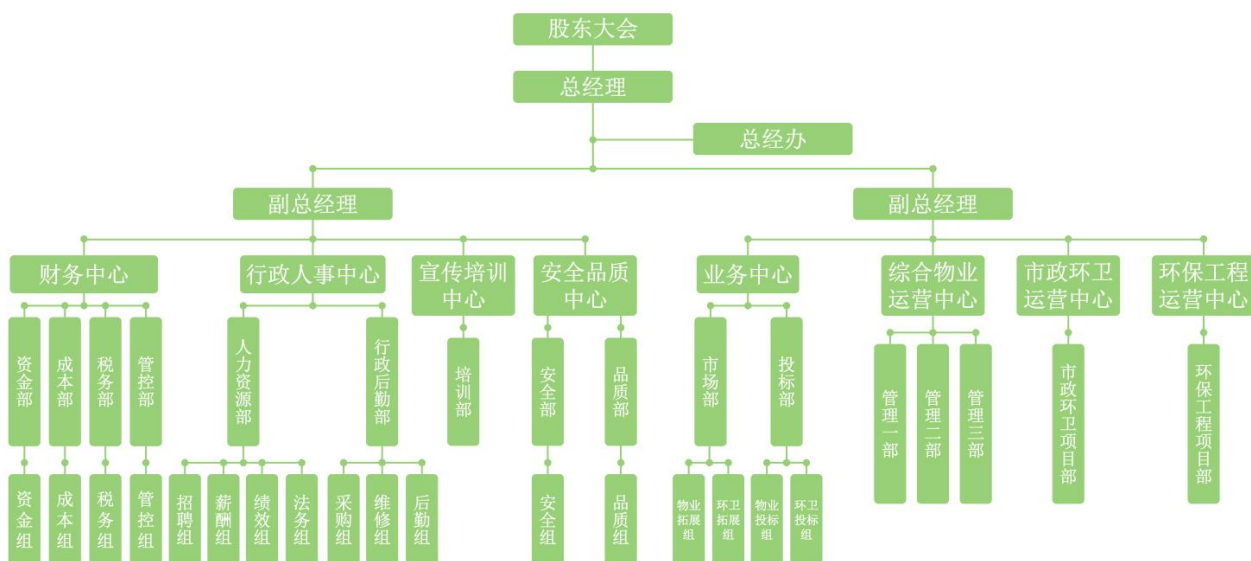 股东大会
总经理
总经办
副总经理
副总经理
财务中心
行政人事中心
宣传培训
中心
安全品质
中心
业务中心
综合物业
运营中心
市政环卫
运营中心
环保工程
运营中心
资金部
成本部
税务部
管控部
人力资源部
行政后勤部
培训部
安全部
品质部
市场部
投标部
管理一部
管理二部
管理三部
市政环卫项目部
环保工程项目部
资金组
成本组
税务组
管控组
招聘组
薪酬组
绩效组
法务组
采购组
维修组
后勤组
安全组
品质组
物业
拓展组
环卫
拓展组
物业
投标组
环卫
投标组